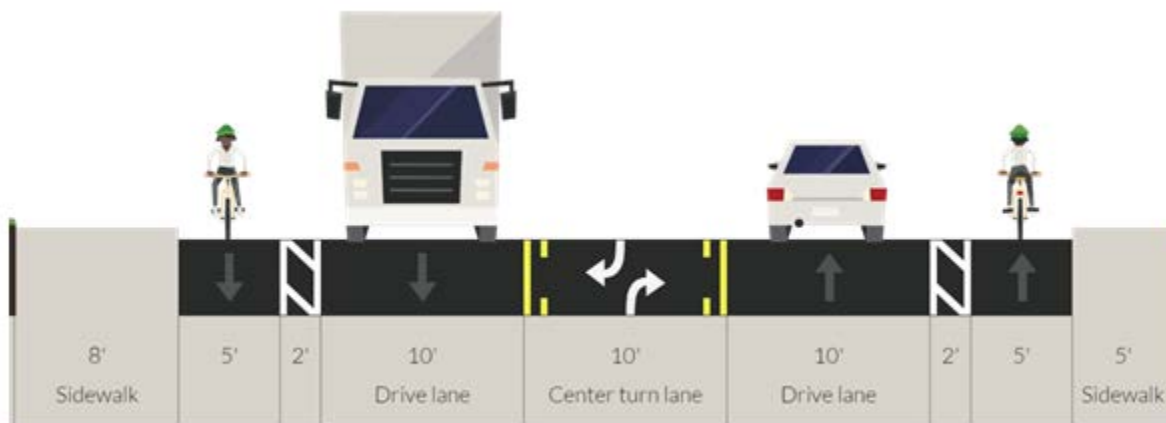 8' 5' 2' 10' 10' 10' 2' 5' 5'
Sidewalk Drive lane Center turn lane Drive lane Sidewalk